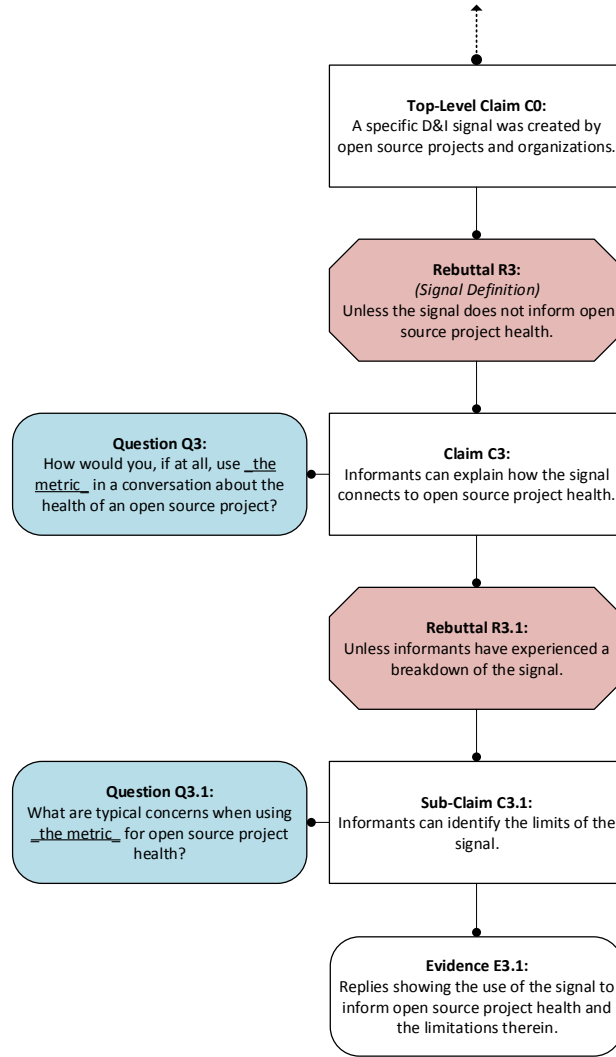 Top-Level Claim C0:
A specific D&I signal was created by
open source projects and organizations.
Rebuttal R3:
(Signal Definition)
Unless the signal does not inform open
source project health.
Question Q3:
How would you, if at all, use _the
metric_ in a conversation about the
health of an open source project?
Claim C3:
Informants can explain how the signal
connects to open source project health.
Rebuttal R3.1:
Unless informants have experienced a
breakdown of the signal.
Question Q3.1:
What are typical concerns when using
_the metric_ for open source project
health?
Sub-Claim C3.1:
Informants can identify the limits of the
signal.
Evidence E3.1:
Replies showing the use of the signal to
inform open source project health and
the limitations therein.